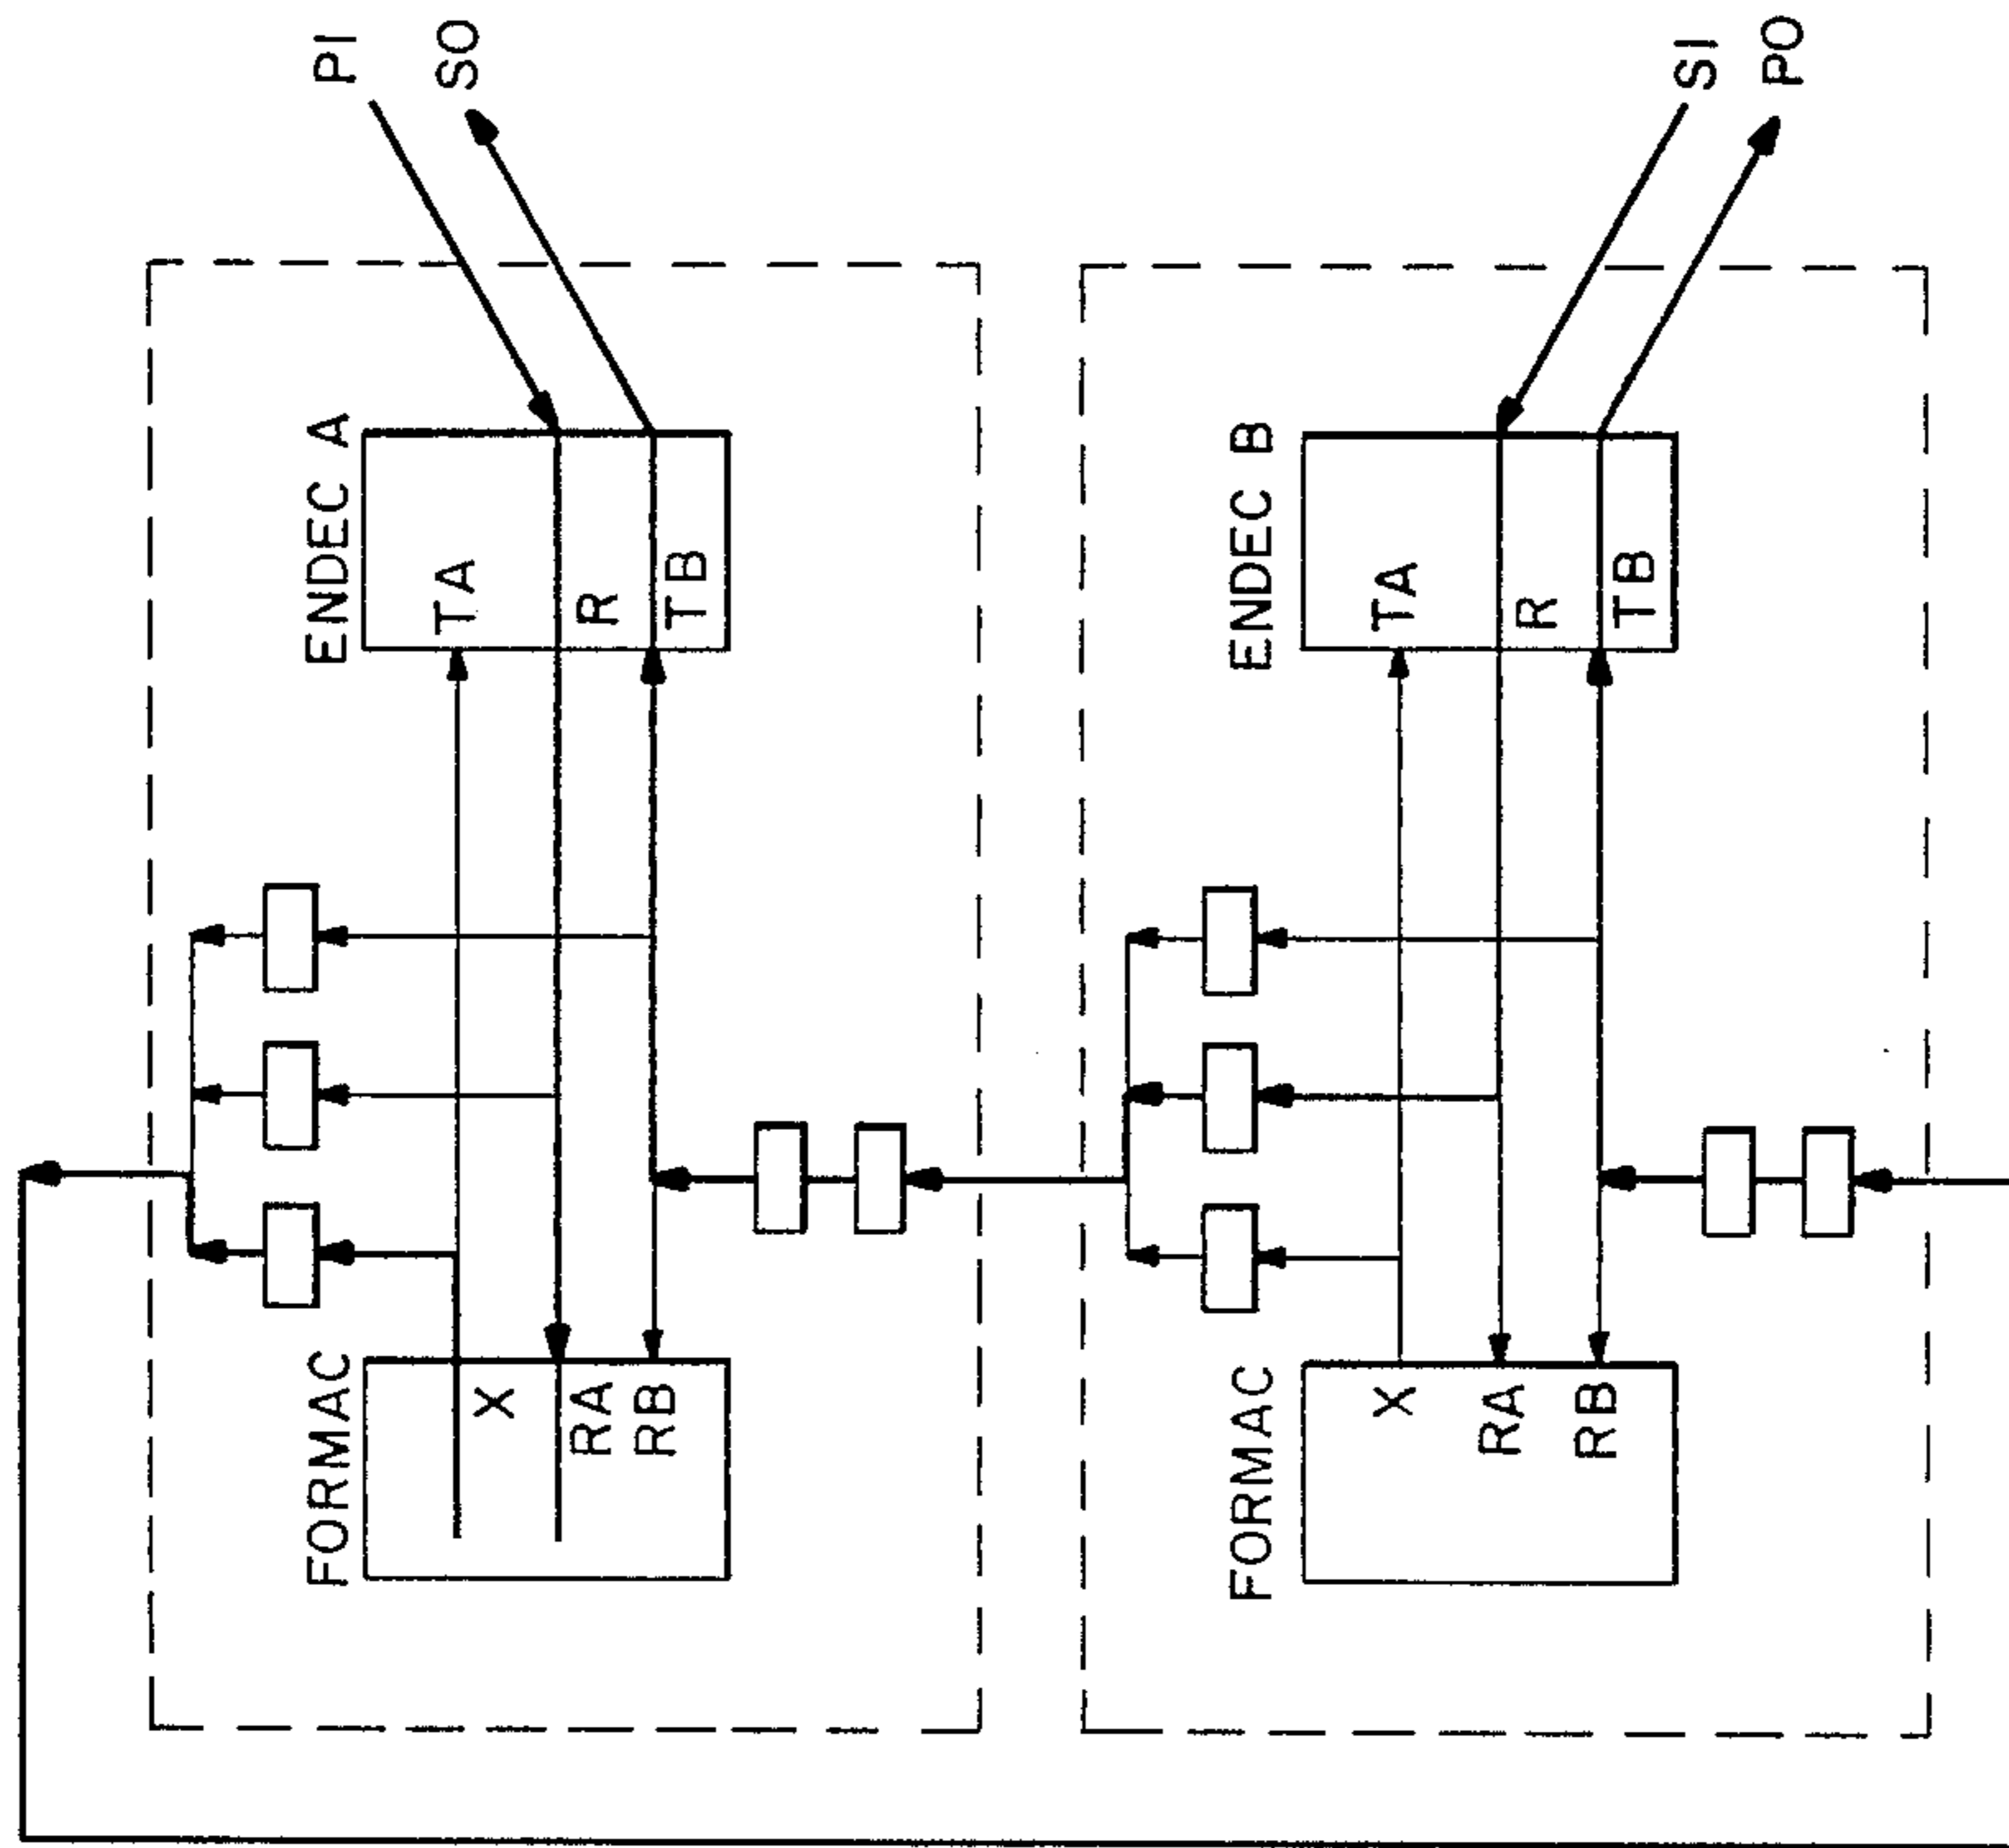 PI
SO
ENDEC A
TA
R
TB
FORMAC
X
RA
RB
SI
PO
ENDEC B
TA
R
TB
FORMAC
X
RA
RB